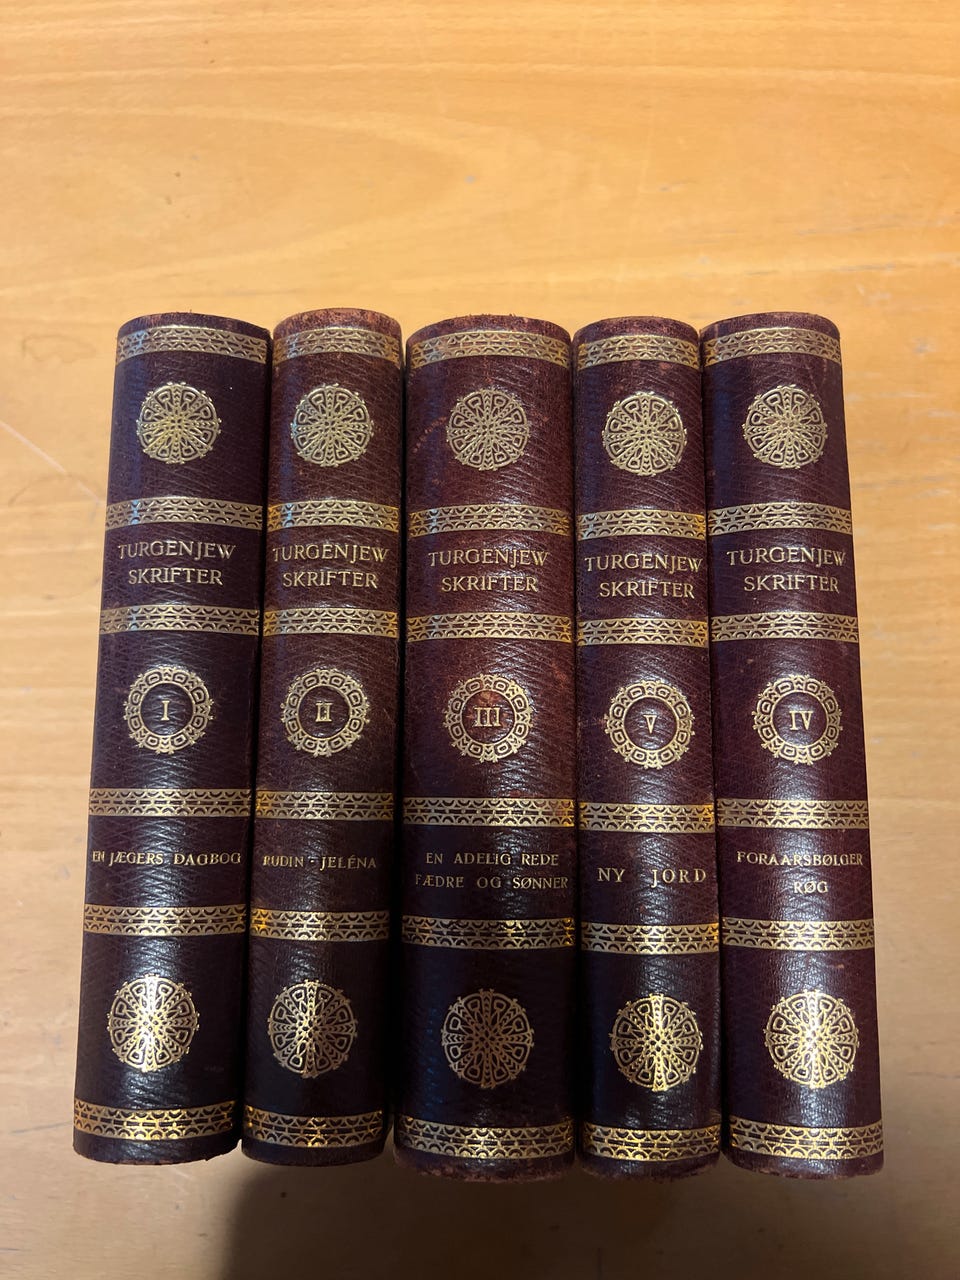 TURGENJEW
SKRIFTER
I
EN JÆGERS DAGBOG
TURGENJEW
SKRIFTER
II
RUDIN - JELÉNA
TURGENJEW
SKRIFTER
III
EN ADELIG REDE
FÆDRE OG SØNNER
TURGENJEW
SKRIFTER
V
NY JORD
TURGENJEW
SKRIFTER
IV
FORAARSBØLGER
RØG